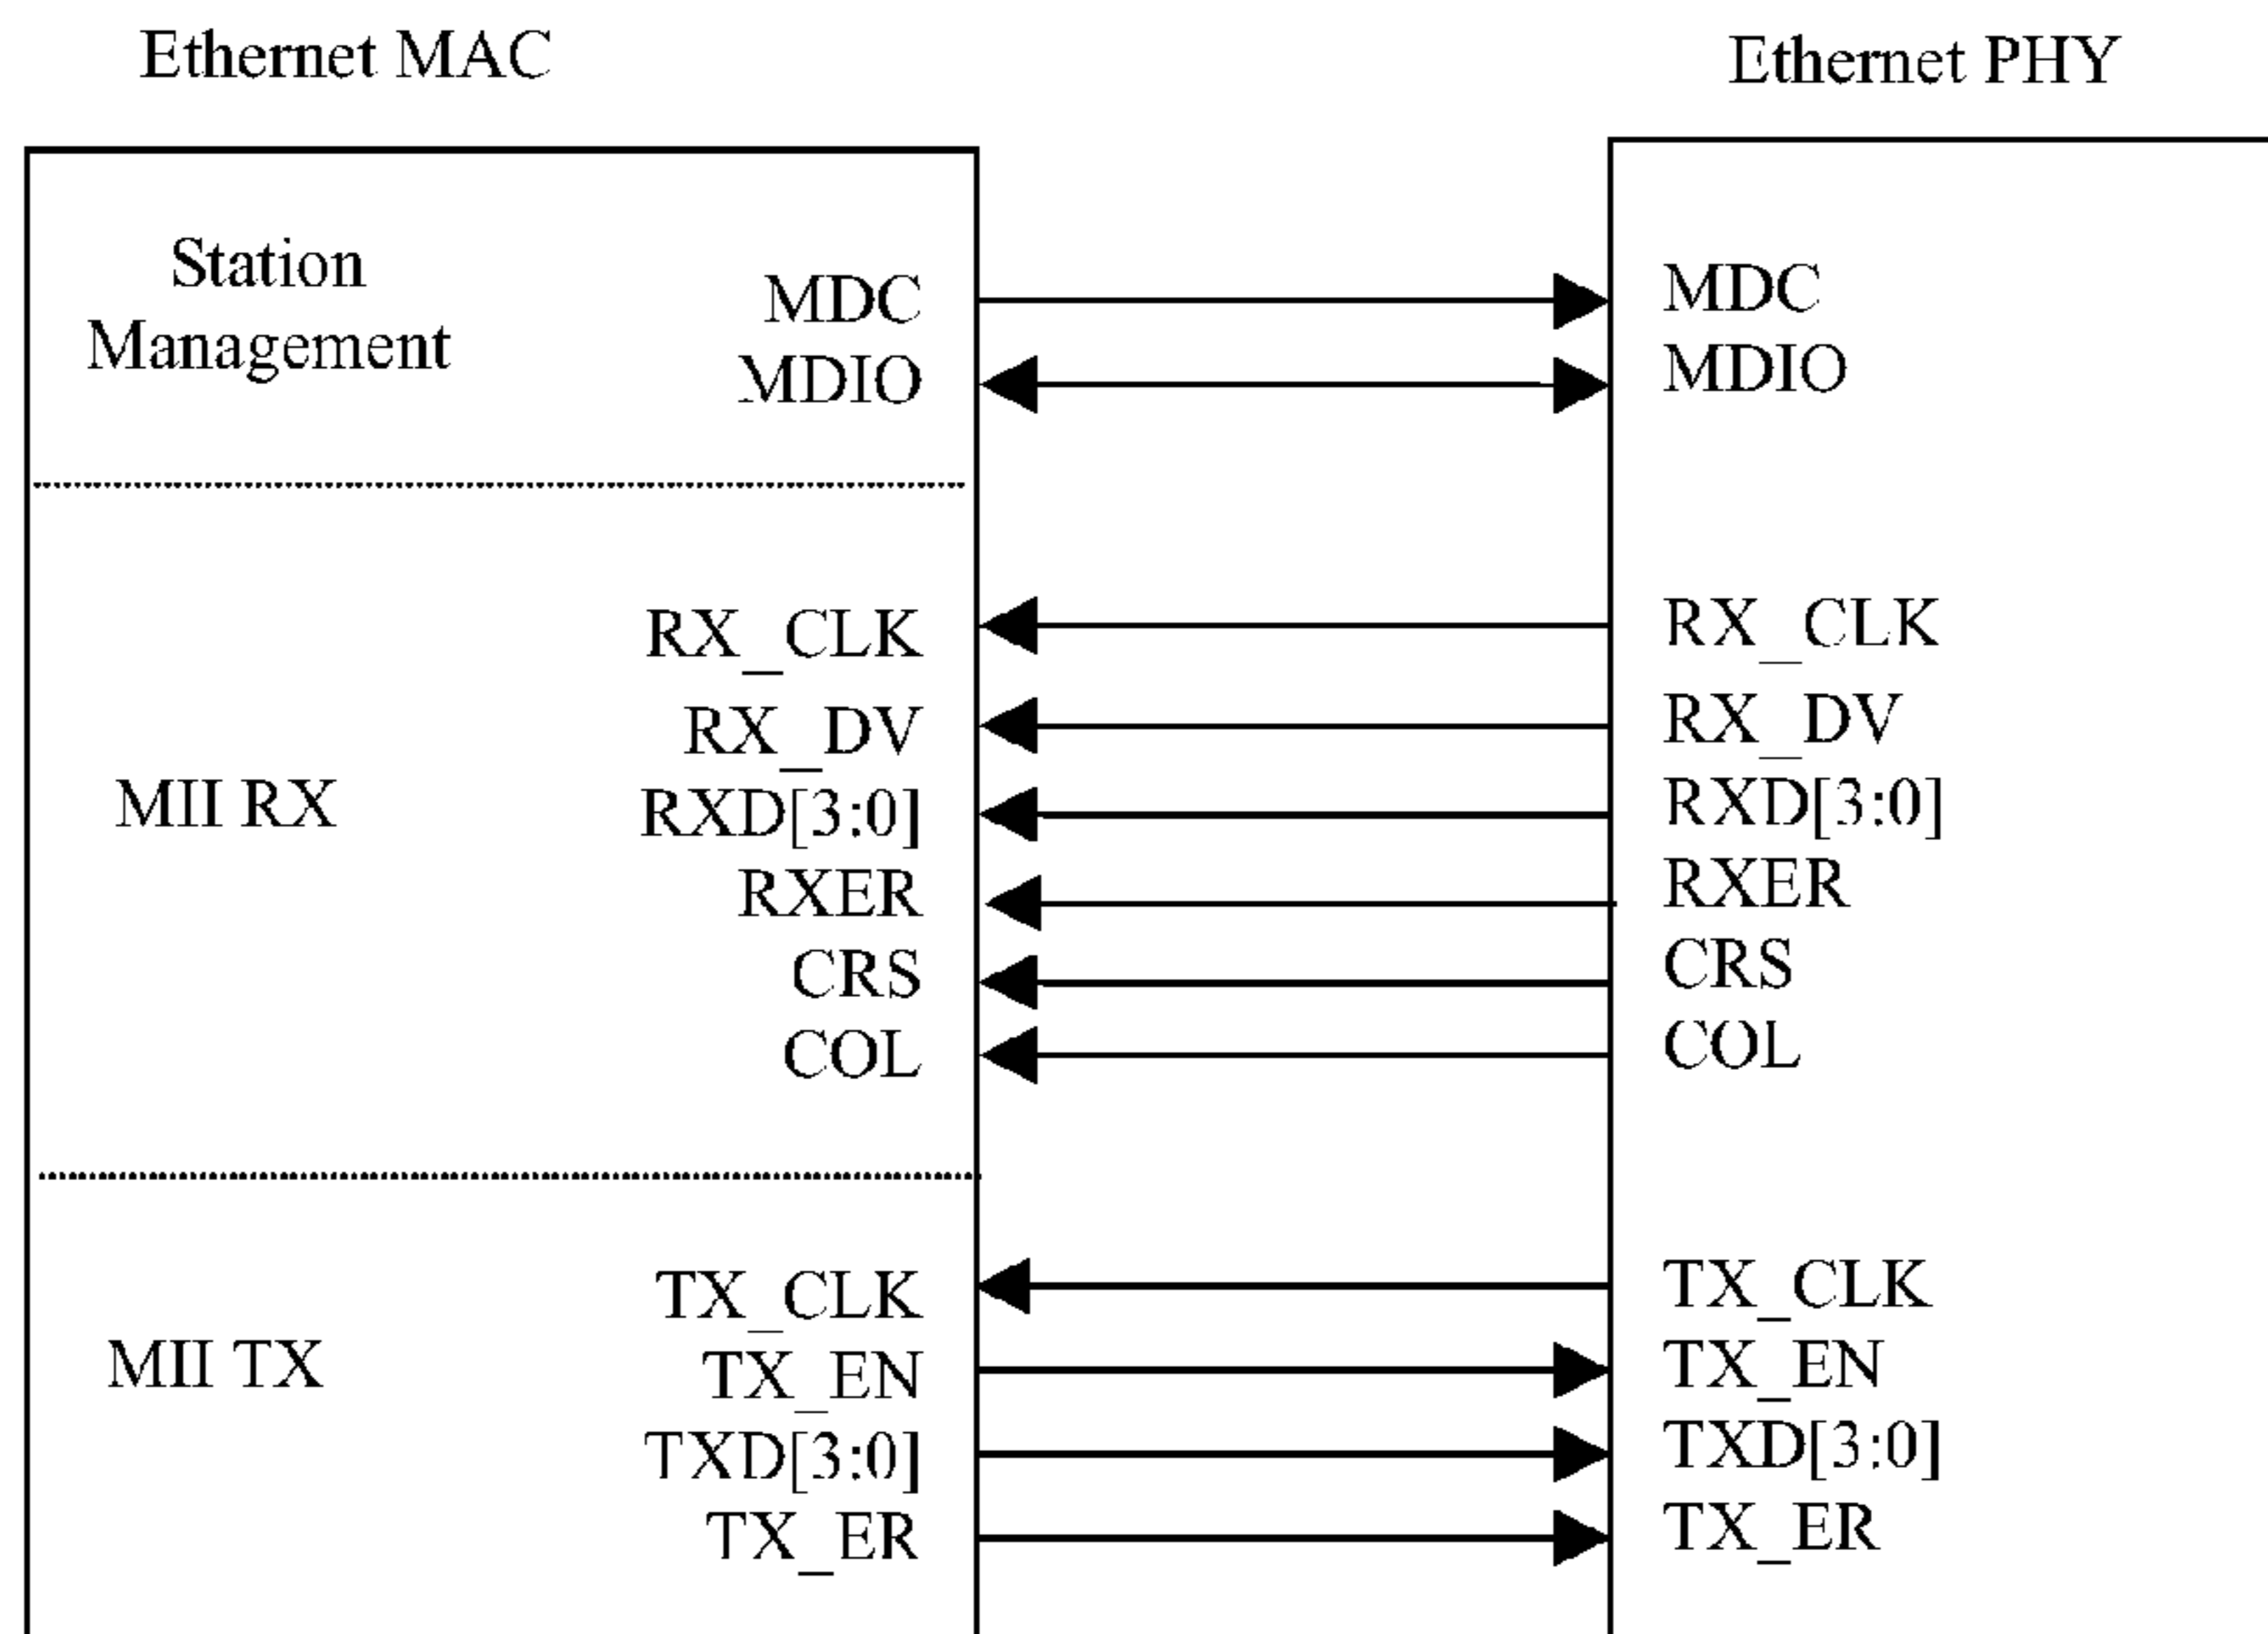 Ethernet MAC
Ethernet PHY
Station
Management
MDC
MDIO
MDC
MDIO
MII RX
RX_CLK
RX_DV
RXD[3:0]
RXER
CRS
COL
RX_CLK
RX_DV
RXD[3:0]
RXER
CRS
COL
MII TX
TX_CLK
TX_EN
TXD[3:0]
TX_ER
TX_CLK
TX_EN
TXD[3:0]
TX_ER